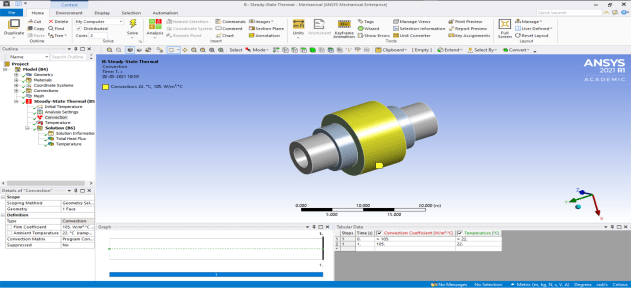 B : Steady-State Thermal - Mechanical [ANSYS Mechanical Enterprise]
Context
File Home Environment Display Selection Automation
Quick Launch
Duplicate
Cut
Copy
Paste
Delete
Find
Tree
My Computer
Distributed
Cores 2
Solve
Analysis
Named Selection
Coordinate System
Remote Point
Commands
Comment
Chart
Images
Section Plane
Annotation
Units
Worksheet
Keyframe Animation
Tags
Wizard
Show Errors
Manage Views
Selection Information
Unit Converter
Print Preview
Report Preview
Key Assignments
Full Screen
Manage
User Defined
Reset Layout
Outline Solve Insert Tools Layout
Select Mode Clipboard [ Empty ] Extend Select By Convert
Outline
Name Search Outline
Project
Model (B4)
Geometry
Materials
Coordinate Systems
Connections
Mesh
Steady-State Thermal (B5)
Initial Temperature
Analysis Settings
Convection
Temperature
Solution (B6)
Solution Information
Total Heat Flux
Temperature
B: Steady-State Thermal
Convection
Time: 1. s
Convection: 22. °C, 105. W/m²·°C
ANSYS
2021 R1
ACADEMIC
0.000 10.000 20.000 (m)
5.000 15.000
Details of "Convection"
Scope
Scoping Method Geometry Sel...
Geometry 1 Face
Definition
Type Convection
Film Coefficient 105. W/m²·°C
Ambient Temperature 22. °C (ramp...
Convection Matrix Program Con...
Suppressed No
Graph
1.
1
Tabular Data
Steps Time [s] Convection Coefficient [W/m²·°C] Temperature [°C]
1 1 0. = 105. = 22.
2 1 1. 105. 22.
No Messages No Selection Metric (m, kg, N, s, V, A) Degrees rad/s Celsius